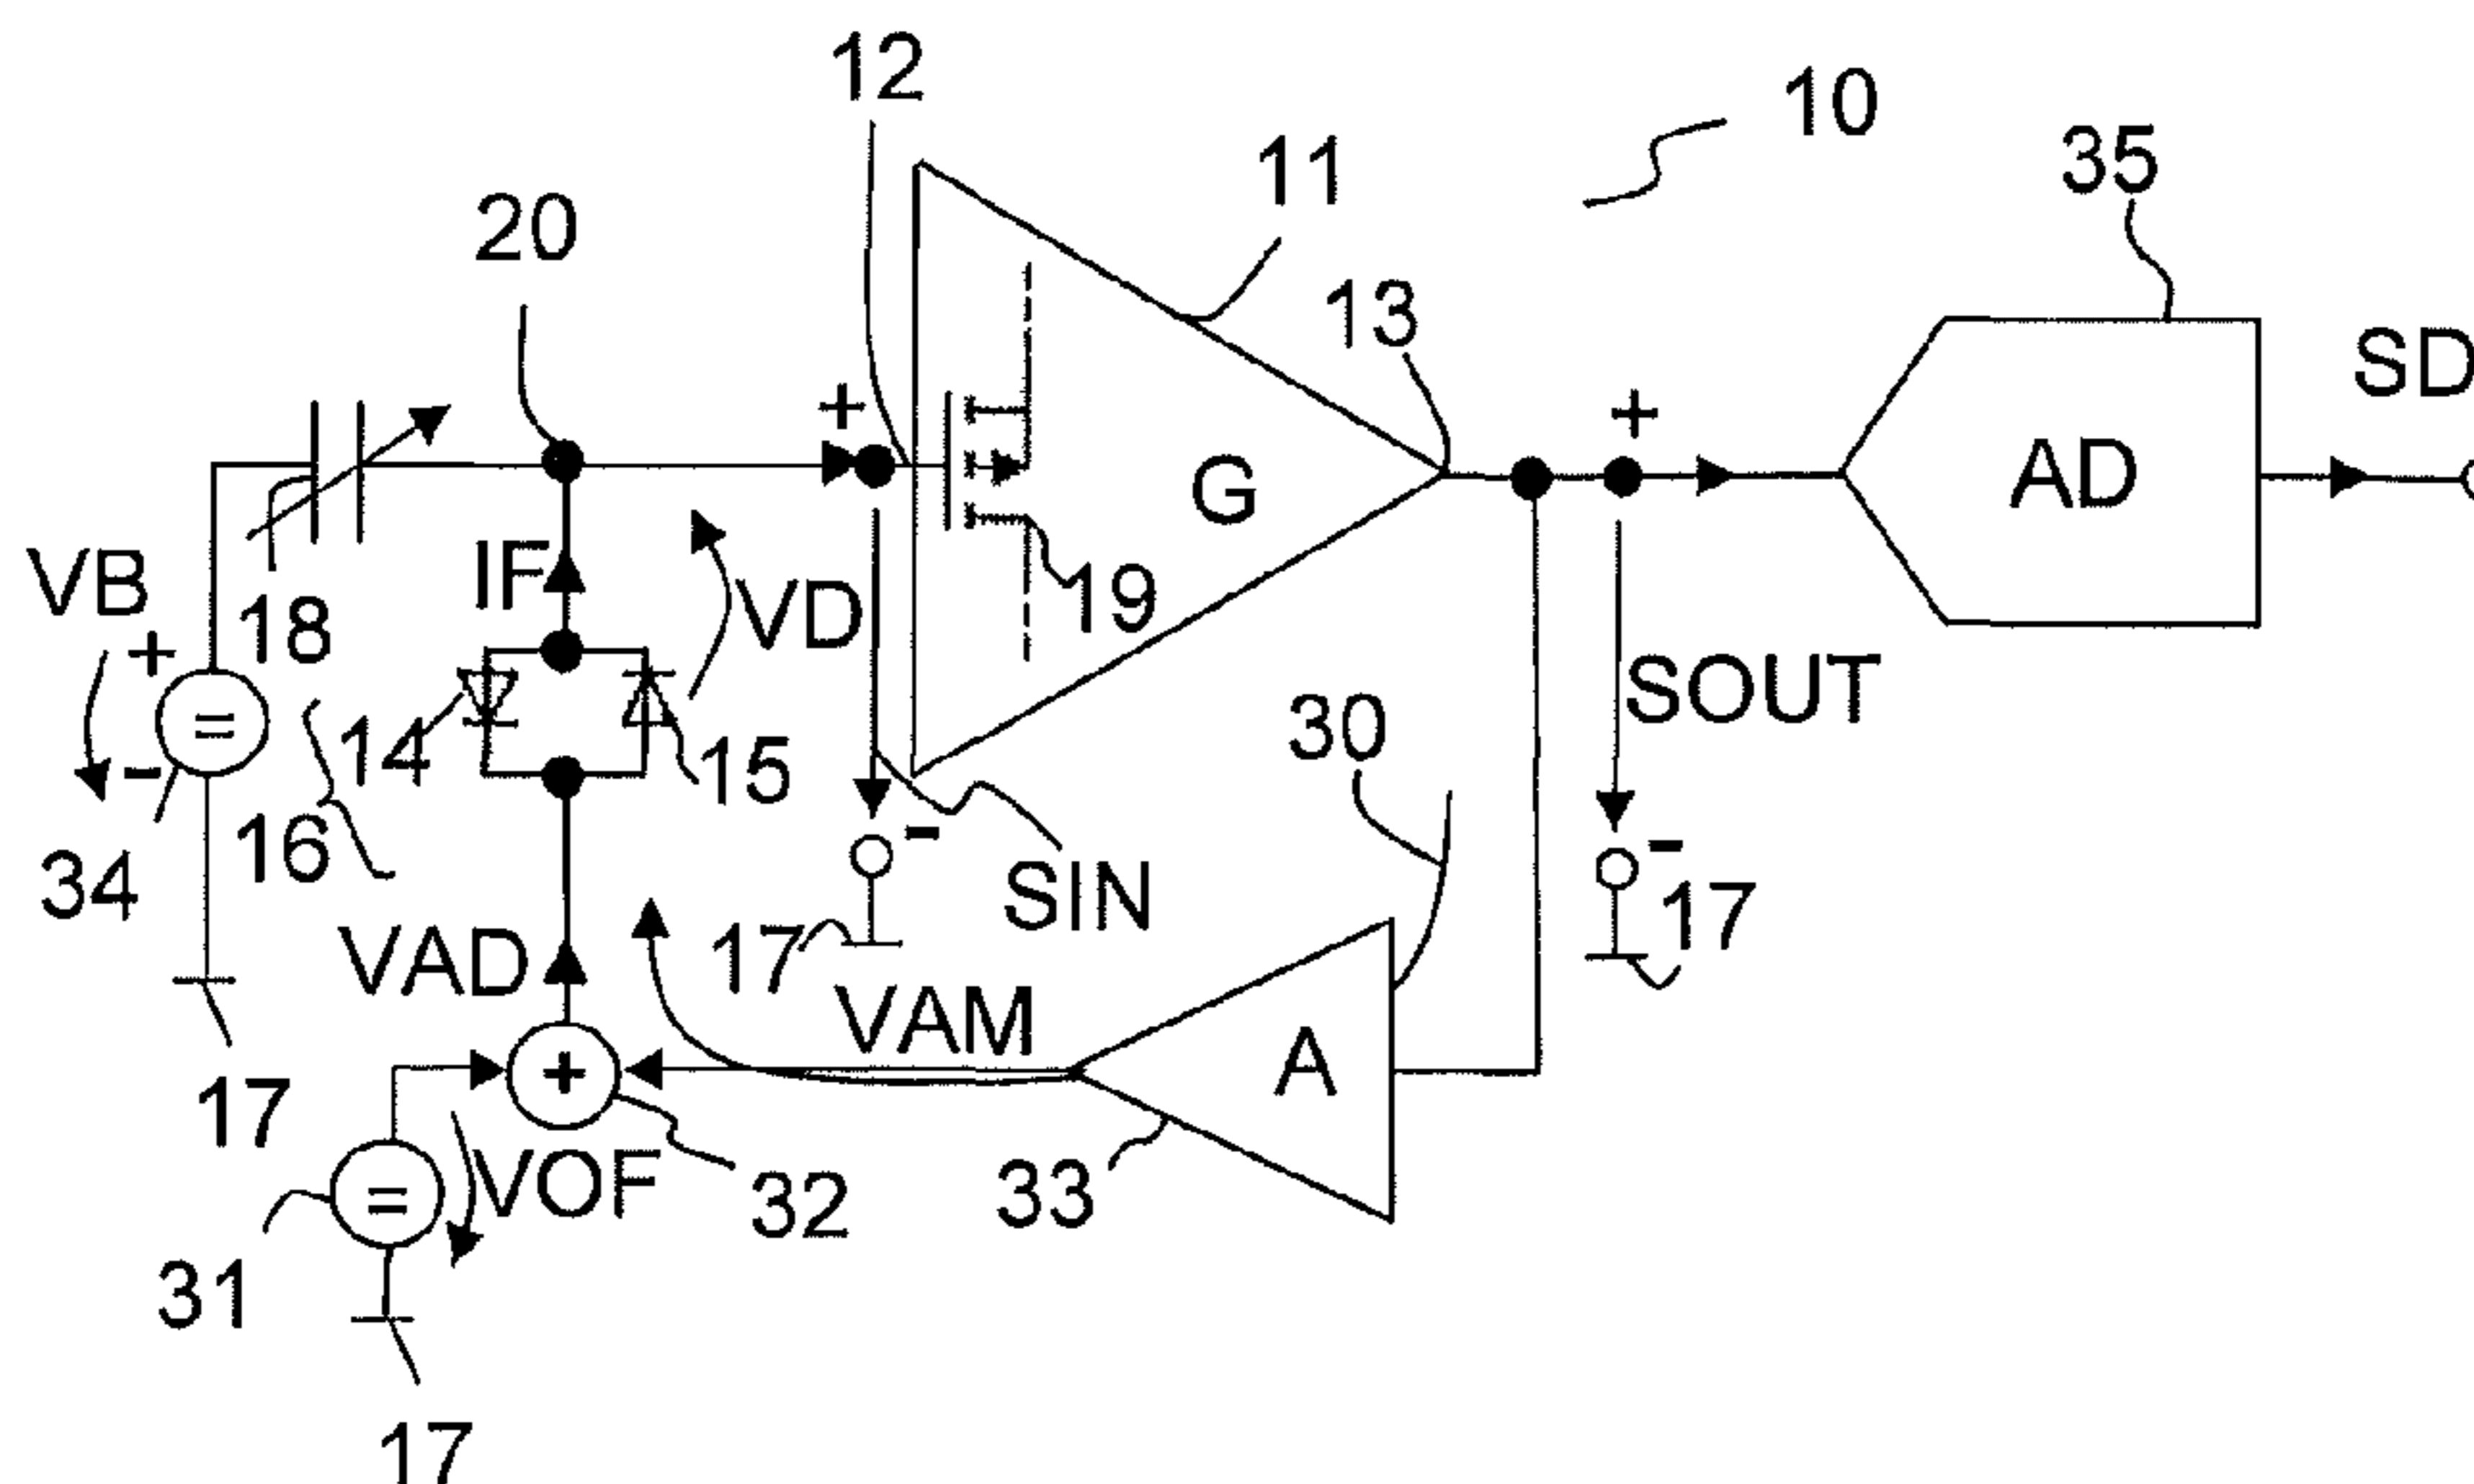 12
10
11
35
20
13
SD
+
+
AD
G
IF
VB
18
VD
19
+
=
14
15
SOUT
30
-
16
34
-
-
SIN
17
17
VAD
VAM
A
+
17
VOF
32
33
=
31
17